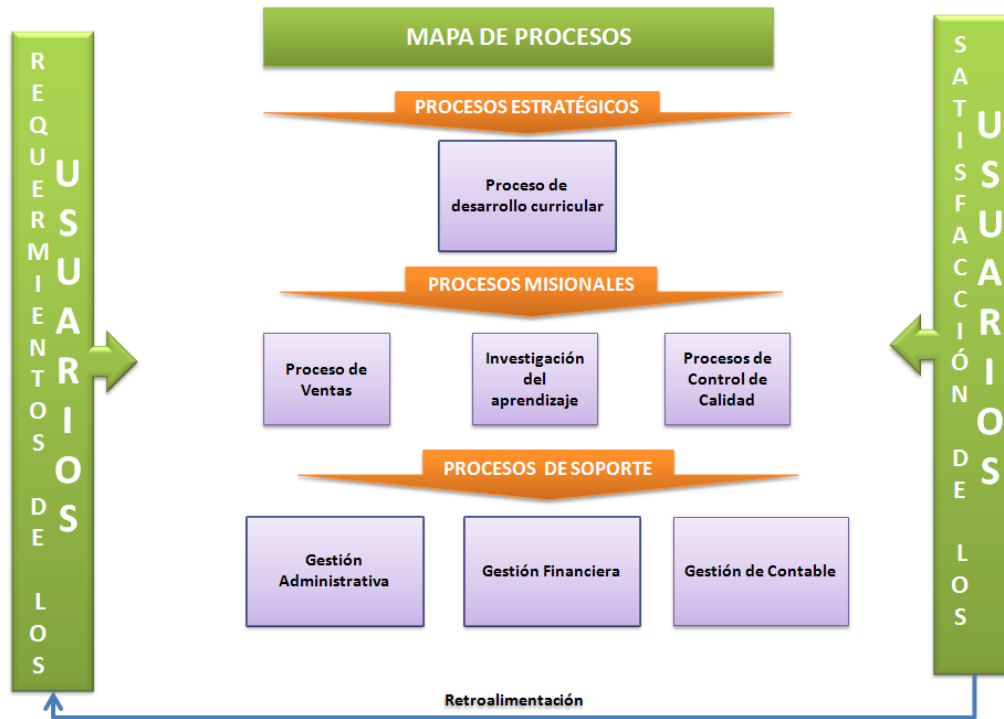 MAPA DE PROCESOS
REQUERMIENTOS DE LOS
USUARIOS
PROCESOS ESTRATÉGICOS
Proceso de
desarrollo curricular
PROCESOS MISIONALES
Proceso de
Ventas
Investigación
del
aprendizaje
Procesos de
Control de
Calidad
PROCESOS DE SOPORTE
Gestión
Administrativa
Gestión Financiera
Gestión de Contable
SATISFACCIÓN DE LOS
USUARIOS
Retroalimentación